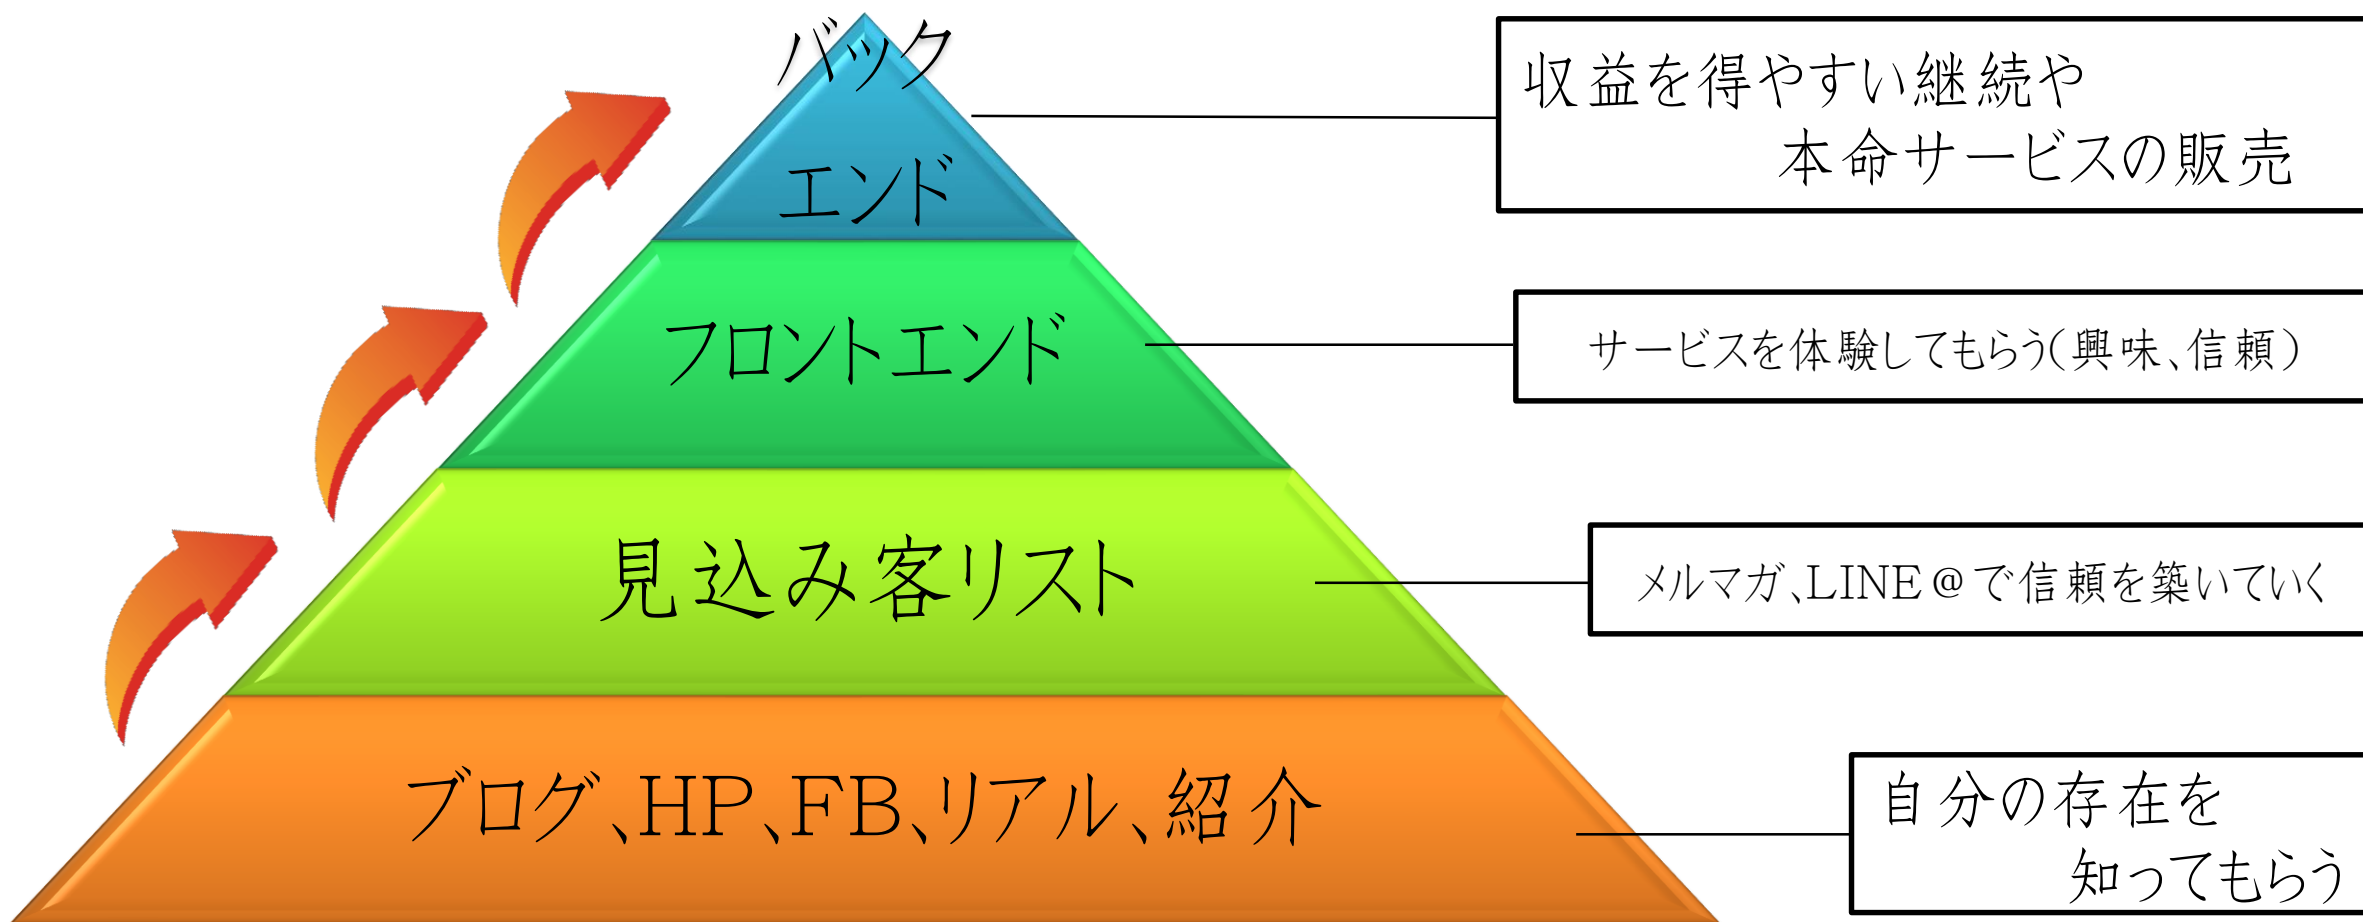 バック
エンド
収益を得やすい継続や
本命サービスの販売
フロントエンド
サービスを体験してもらう(興味、信頼)
見込み客リスト
メルマガ、LINE@で信頼を築いていく
ブログ、HP、FB、リアル、紹介
自分の存在を
知ってもらう